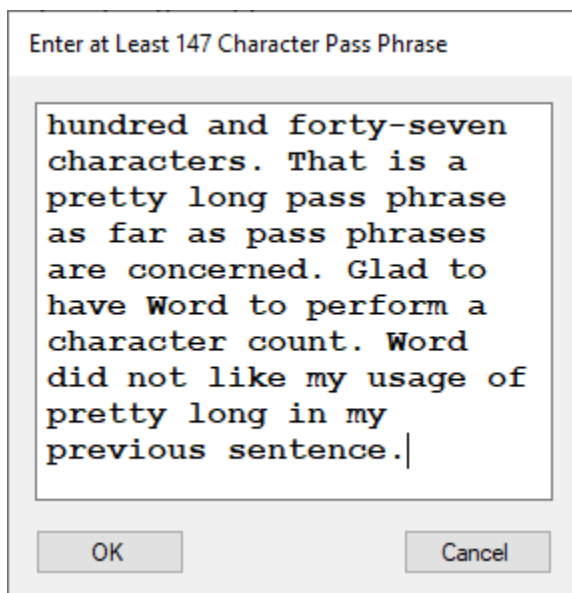 Enter at Least 147 Character Pass Phrase
hundred and forty-seven
characters. That is a
pretty long pass phrase
as far as pass phrases
are concerned. Glad to
have Word to perform a
character count. Word
did not like my usage of
pretty long in my
previous sentence.
OK
Cancel